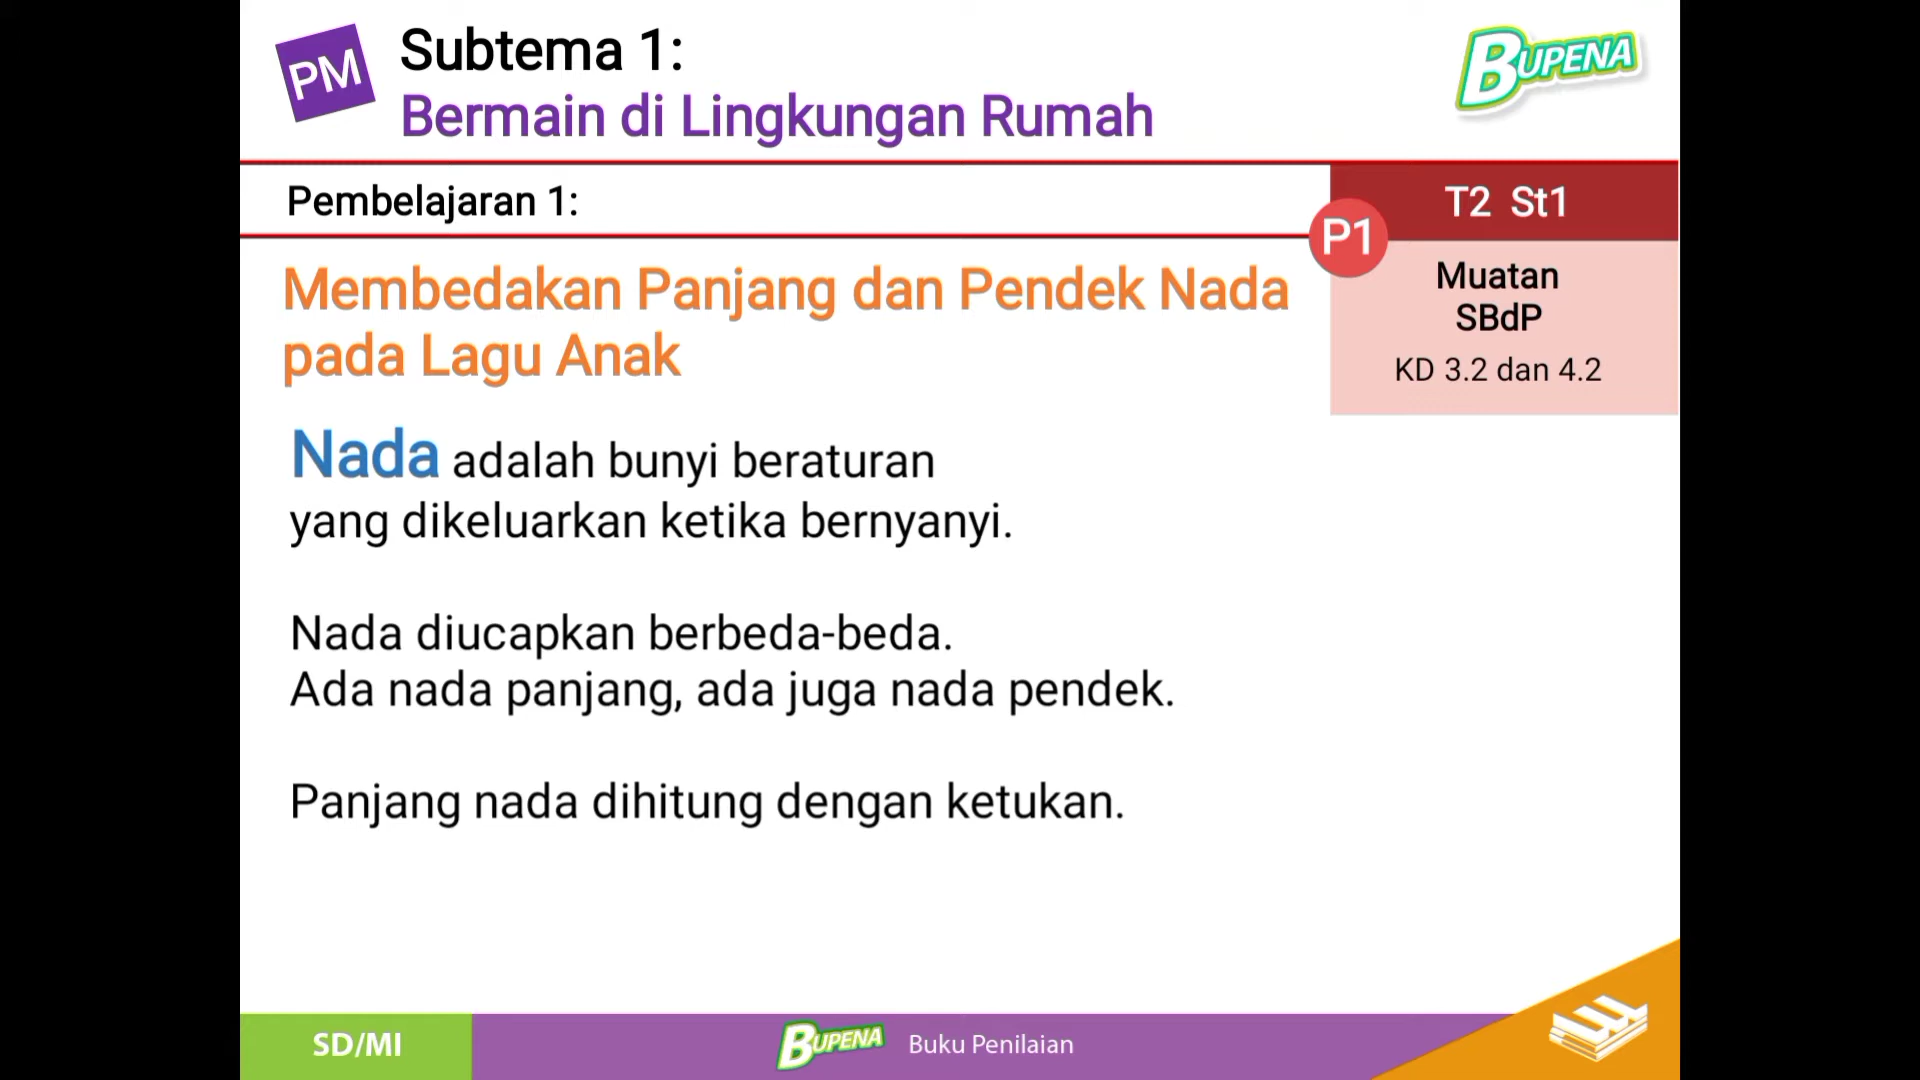 PM
Subtema 1:
Bermain di Lingkungan Rumah
BUPENA
Pembelajaran 1:
T2 St1
P1
Muatan
SBdP
KD 3.2 dan 4.2
Membedakan Panjang dan Pendek Nada
pada Lagu Anak
Nada adalah bunyi beraturan
yang dikeluarkan ketika bernyanyi.
Nada diucapkan berbeda-beda.
Ada nada panjang, ada juga nada pendek.
Panjang nada dihitung dengan ketukan.
SD/MI
BUPENA Buku Penilaian